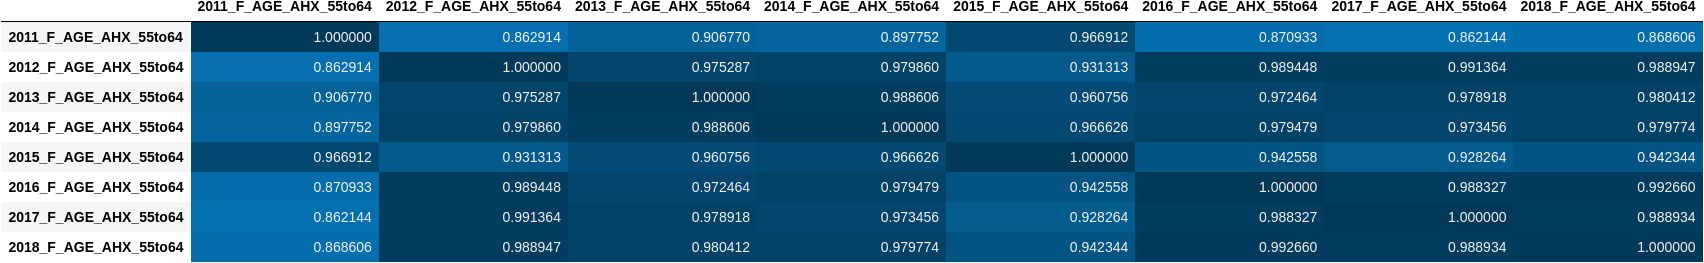 2011_F_AGE_AHX_55to64 2012_F_AGE_AHX_55to64 2013_F_AGE_AHX_55to64 2014_F_AGE_AHX_55to64 2015_F_AGE_AHX_55to64 2016_F_AGE_AHX_55to64 2017_F_AGE_AHX_55to64 2018_F_AGE_AHX_55to64
2011_F_AGE_AHX_55to64 1.000000 0.862914 0.906770 0.897752 0.966912 0.870933 0.862144 0.868606
2012_F_AGE_AHX_55to64 0.862914 1.000000 0.975287 0.979860 0.931313 0.989448 0.991364 0.988947
2013_F_AGE_AHX_55to64 0.906770 0.975287 1.000000 0.988606 0.960756 0.972464 0.978918 0.980412
2014_F_AGE_AHX_55to64 0.897752 0.979860 0.988606 1.000000 0.966626 0.979479 0.973456 0.979774
2015_F_AGE_AHX_55to64 0.966912 0.931313 0.960756 0.966626 1.000000 0.942558 0.928264 0.942344
2016_F_AGE_AHX_55to64 0.870933 0.989448 0.972464 0.979479 0.942558 1.000000 0.988327 0.992660
2017_F_AGE_AHX_55to64 0.862144 0.991364 0.978918 0.973456 0.928264 0.988327 1.000000 0.988934
2018_F_AGE_AHX_55to64 0.868606 0.988947 0.980412 0.979774 0.942344 0.992660 0.988934 1.000000